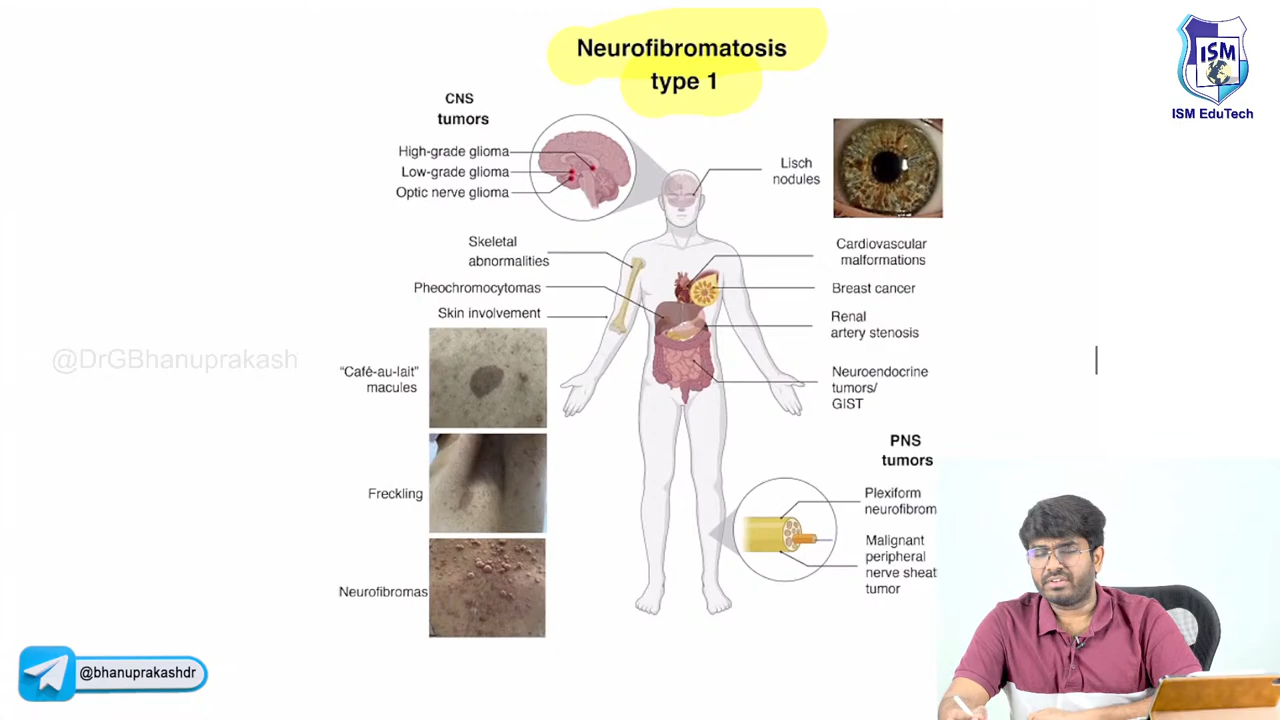 Neurofibromatosis
type 1
ISM
ISM EduTech
CNS
tumors
High-grade glioma
Low-grade glioma
Optic nerve glioma
Lisch
nodules
Skeletal
abnormalities
Pheochromocytomas
Skin involvement
Cardiovascular
malformations
Breast cancer
Renal
artery stenosis
@DrGBhanuprakash
“Café-au-lait”
macules
Neuroendocrine
tumors/
GIST
Freckling
PNS
tumors
Plexiform
neurofibrom
Malignant
peripheral
nerve sheat
tumor
Neurofibromas
@bhanuprakashdr